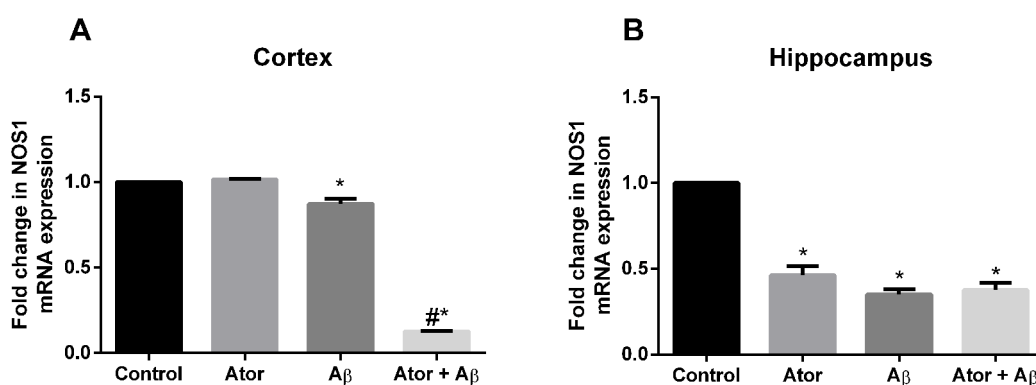 A
Cortex
Fold change in NOS1
mRNA expression
1.5
1.0
0.5
0.0
*
#*
Control Ator Aβ Ator + Aβ
B
Hippocampus
Fold change in NOS1
mRNA expression
1.5
1.0
0.5
0.0
*
*
*
Control Ator Aβ Ator + Aβ